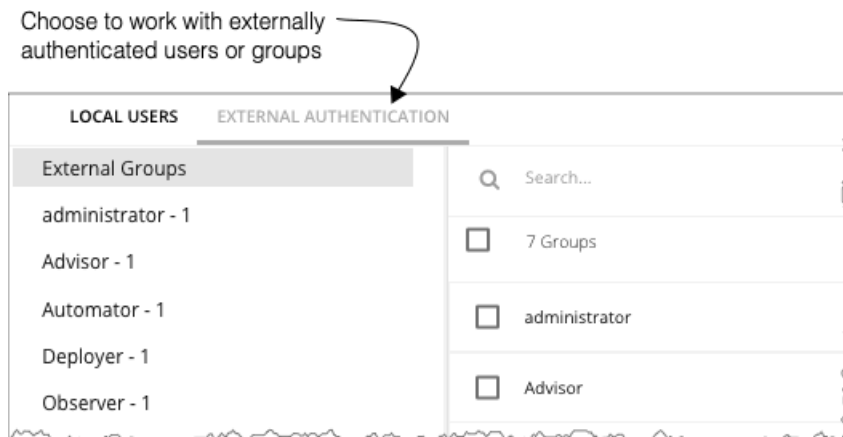 Choose to work with externally
authenticated users or groups
LOCAL USERS EXTERNAL AUTHENTICATION
External Groups
Search...
administrator - 1
7 Groups
Advisor - 1
Automator - 1
administrator
Deployer - 1
Advisor
Observer - 1